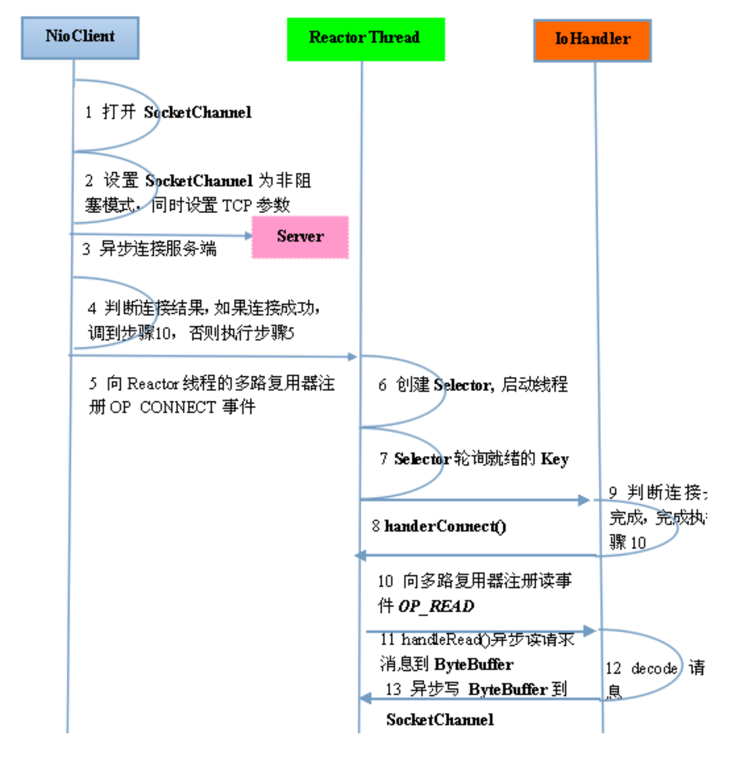 NioClient
Reactor Thread
IoHandler
1 打开 SocketChannel
2 设置 SocketChannel 为非阻
塞模式，同时设置 TCP 参数
Server
3 异步连接服务端
4 判断连接结果，如果连接成功，
调到步骤10，否则执行步骤5
5 向 Reactor 线程的多路复用器注
册 OP_CONNECT 事件
6 创建 Selector, 启动线程
7 Selector 轮询就绪的 Key
8 handerConnect()
9 判断连接
完成，完成执
骤 10
10 向多路复用器注册读事
件 OP_READ
11 handleRead()异步读请求
消息到 ByteBuffer
12 decode 请
息
13 异步写 ByteBuffer 到
SocketChannel